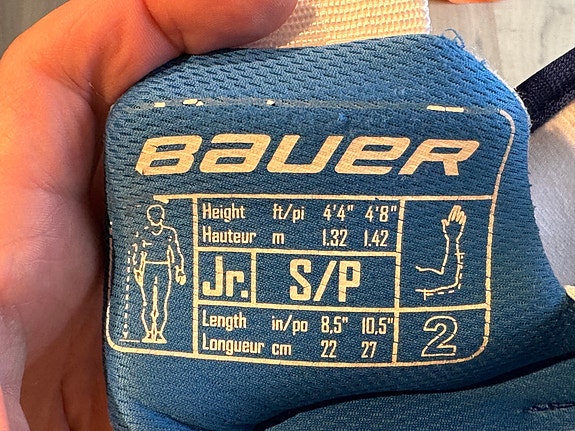 BAUER
Height ft/pi 4'4" 4'8"
Hauteur m 1.32 1.42
Jr. S/P
Length in/po 8,5" 10.5"
Longueur cm 22 27
2